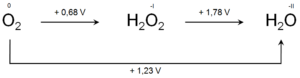 0 -I -II
O₂ + 0,68 V H₂O₂ + 1,78 V H₂O
+ 1,23 V